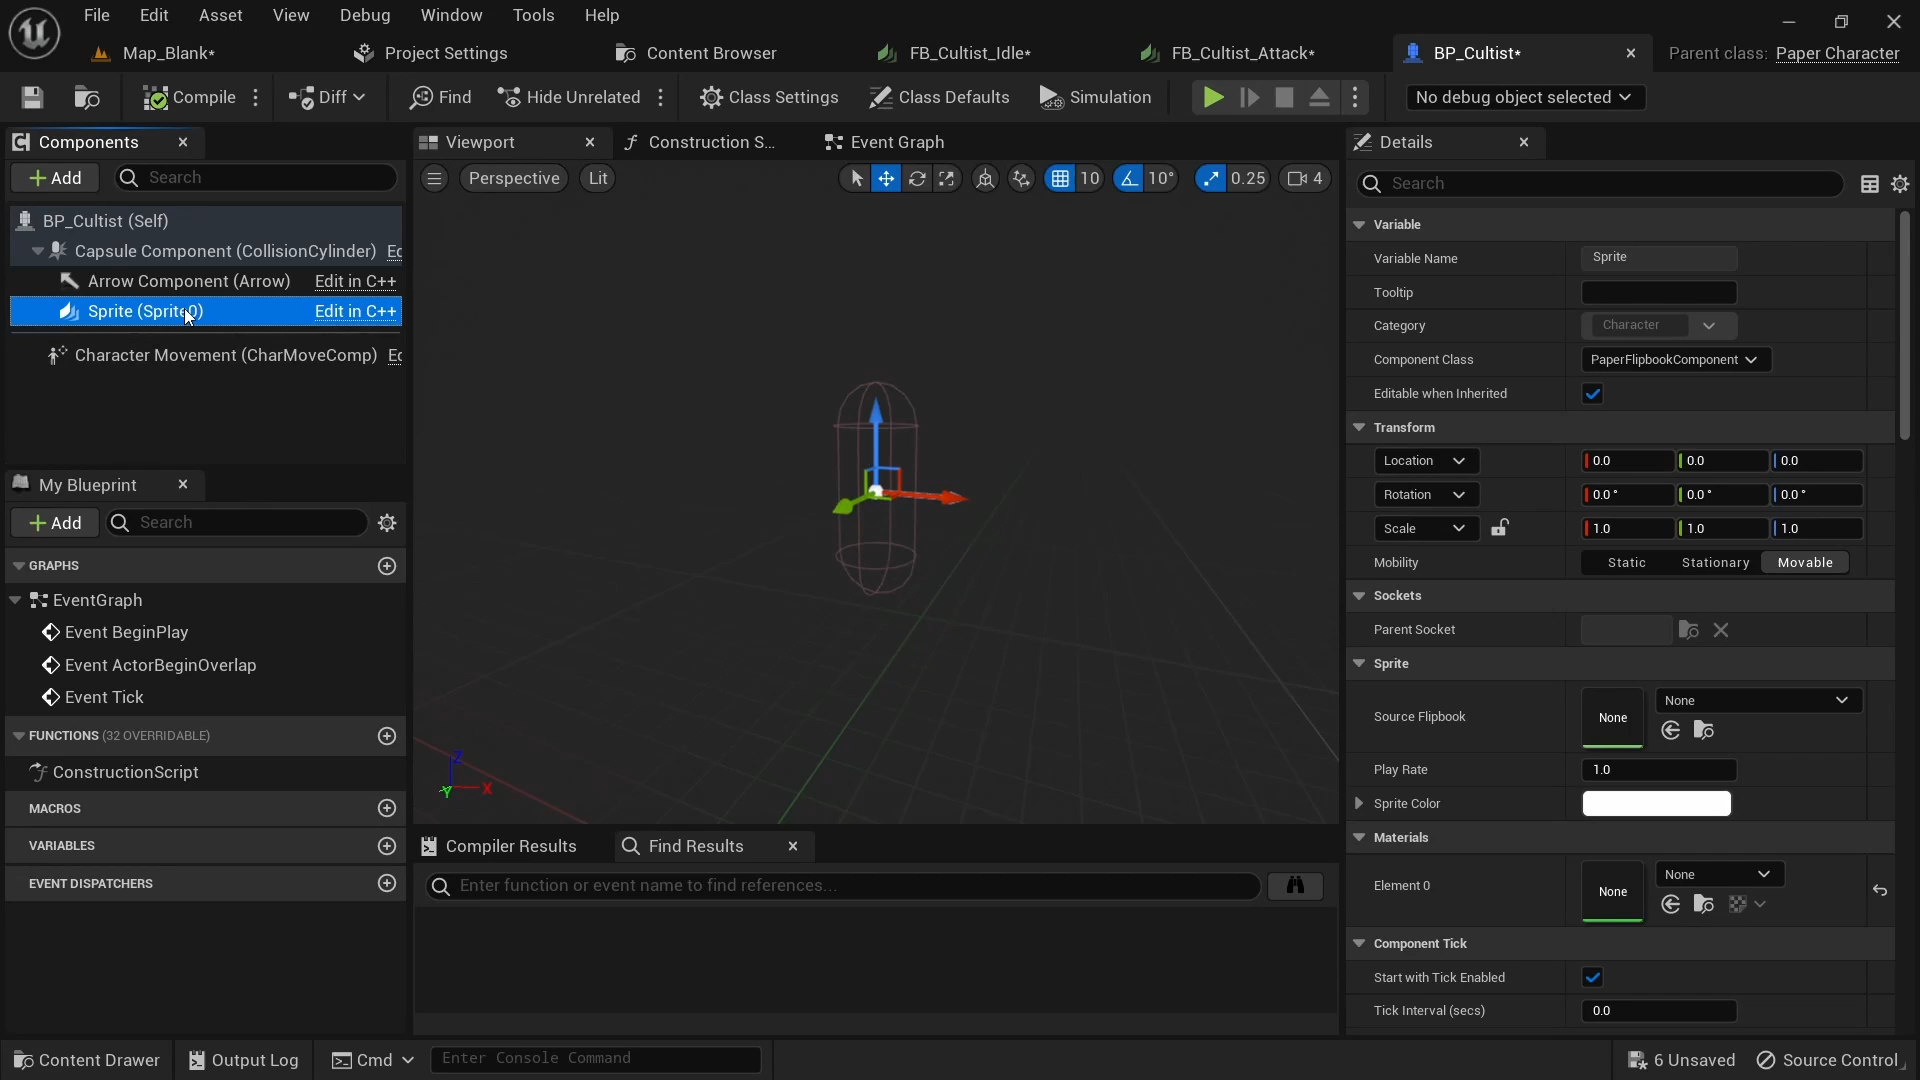 File Edit Asset View Debug Window Tools Help
Map_Blank* Project Settings Content Browser FB_Cultist_Idle* FB_Cultist_Attack* BP_Cultist* Parent class: Paper Character
Compile Diff Find Hide Unrelated Class Settings Class Defaults Simulation No debug object selected
Components
Add Search
BP_Cultist (Self)
Capsule Component (CollisionCylinder) Ed
Arrow Component (Arrow) Edit in C++
Sprite (Sprite0) Edit in C++
Character Movement (CharMoveComp) Ed
My Blueprint
Add Search
GRAPHS
EventGraph
Event BeginPlay
Event ActorBeginOverlap
Event Tick
FUNCTIONS (32 OVERRIDABLE)
ConstructionScript
MACROS
VARIABLES
EVENT DISPATCHERS
Viewport Construction S... Event Graph
Perspective Lit 10 10° 0.25 4
Z
Y X
Compiler Results Find Results
Enter function or event name to find references...
Details
Search
Variable
Variable Name Sprite
Tooltip
Category Character
Component Class PaperFlipbookComponent
Editable when Inherited
Transform
Location 0.0 0.0 0.0
Rotation 0.0° 0.0° 0.0°
Scale 1.0 1.0 1.0
Mobility Static Stationary Movable
Sockets
Parent Socket
Sprite
Source Flipbook None None
Play Rate 1.0
Sprite Color
Materials
Element 0 None None
Component Tick
Start with Tick Enabled
Tick Interval (secs) 0.0
Content Drawer Output Log Cmd Enter Console Command 6 Unsaved Source Control